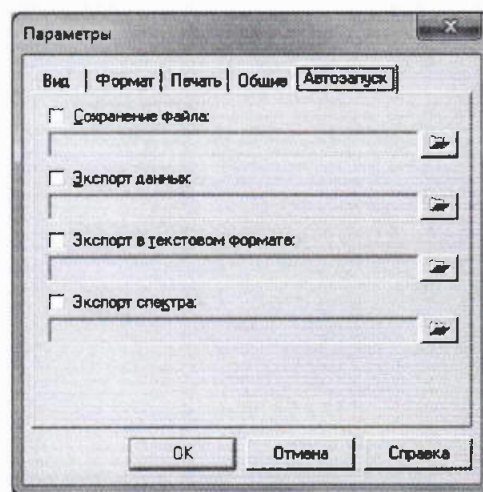 Параметры
Вид Формат Печать Общие Автозапуск
Сохранение файла:
Экспорт данных:
Экспорт в текстовом формате:
Экспорт спектра:
OK Отмена Справка